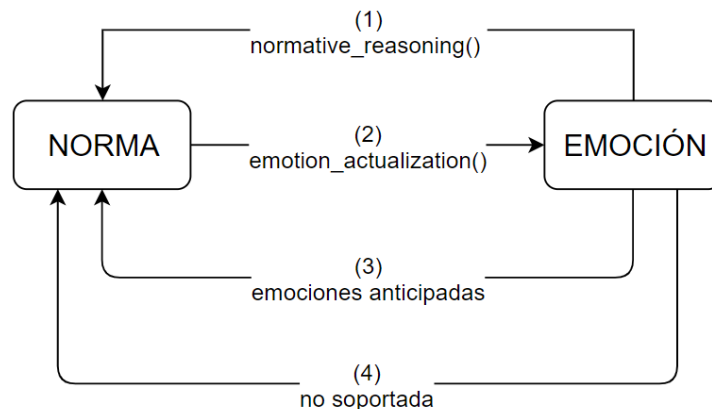 (1)
normative_reasoning()
NORMA
(2)
emotion_actualization()
EMOCIÓN
(3)
emociones anticipadas
(4)
no soportada